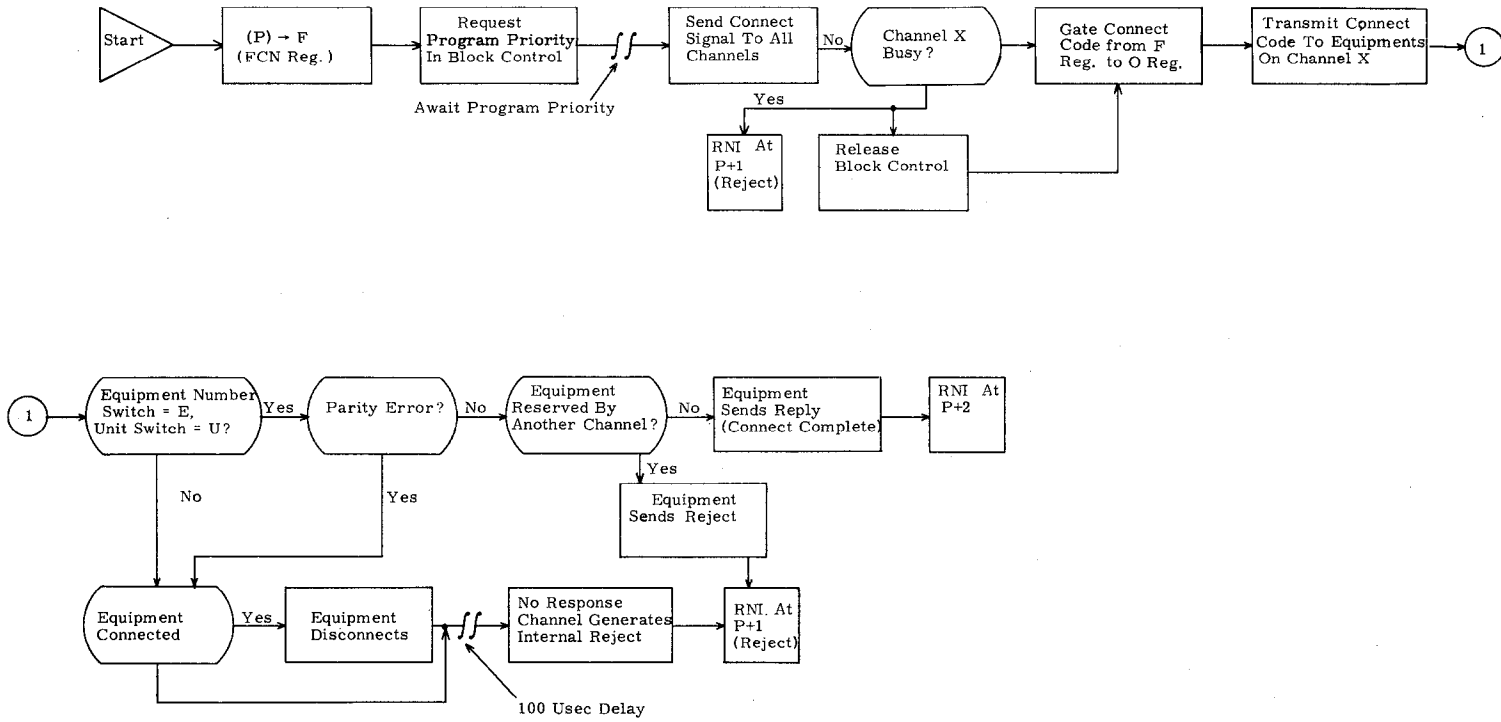 Start
(P) → F
(FCN Reg.)
Request
Program Priority
In Block Control
Await Program Priority
Send Connect
Signal To All
Channels
No
Channel X
Busy?
Yes
RNI At
P+1
(Reject)
Release
Block Control
Gate Connect
Code from F
Reg. to O Reg.
Transmit Connect
Code To Equipments
On Channel X
1
1
Equipment Number
Switch = E,
Unit Switch = U?
Yes
No
Parity Error?
No
Yes
Equipment
Reserved By
Another Channel?
No
Yes
Equipment
Sends Reply
(Connect Complete)
RNI At
P+2
Equipment
Sends Reject
Equipment
Connected
Yes
Equipment
Disconnects
100 Usec Delay
No Response
Channel Generates
Internal Reject
RNI. At
P+1
(Reject)